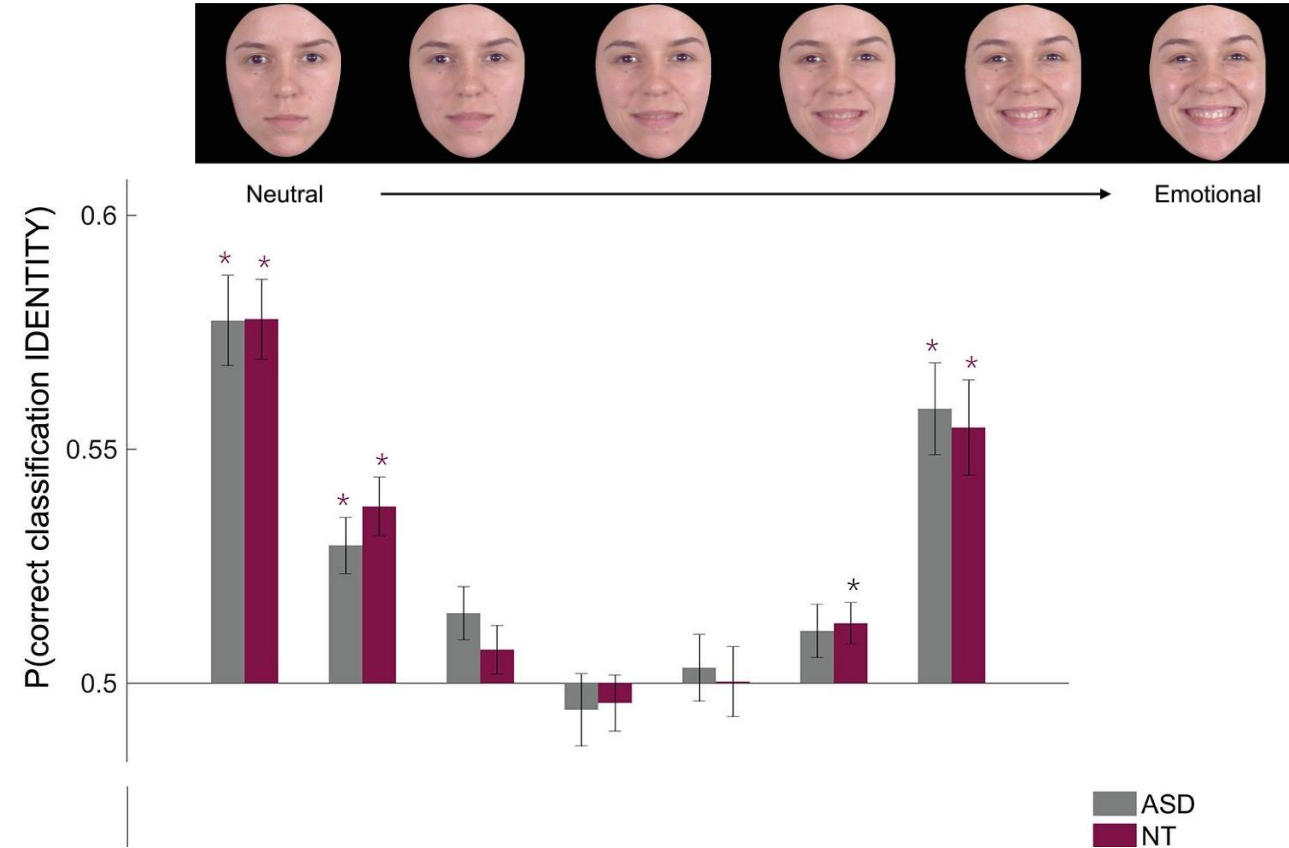 Neutral
Emotional
P(correct classification IDENTITY)
0.6
* *
* *
0.55
* *
*
0.5
ASD
NT